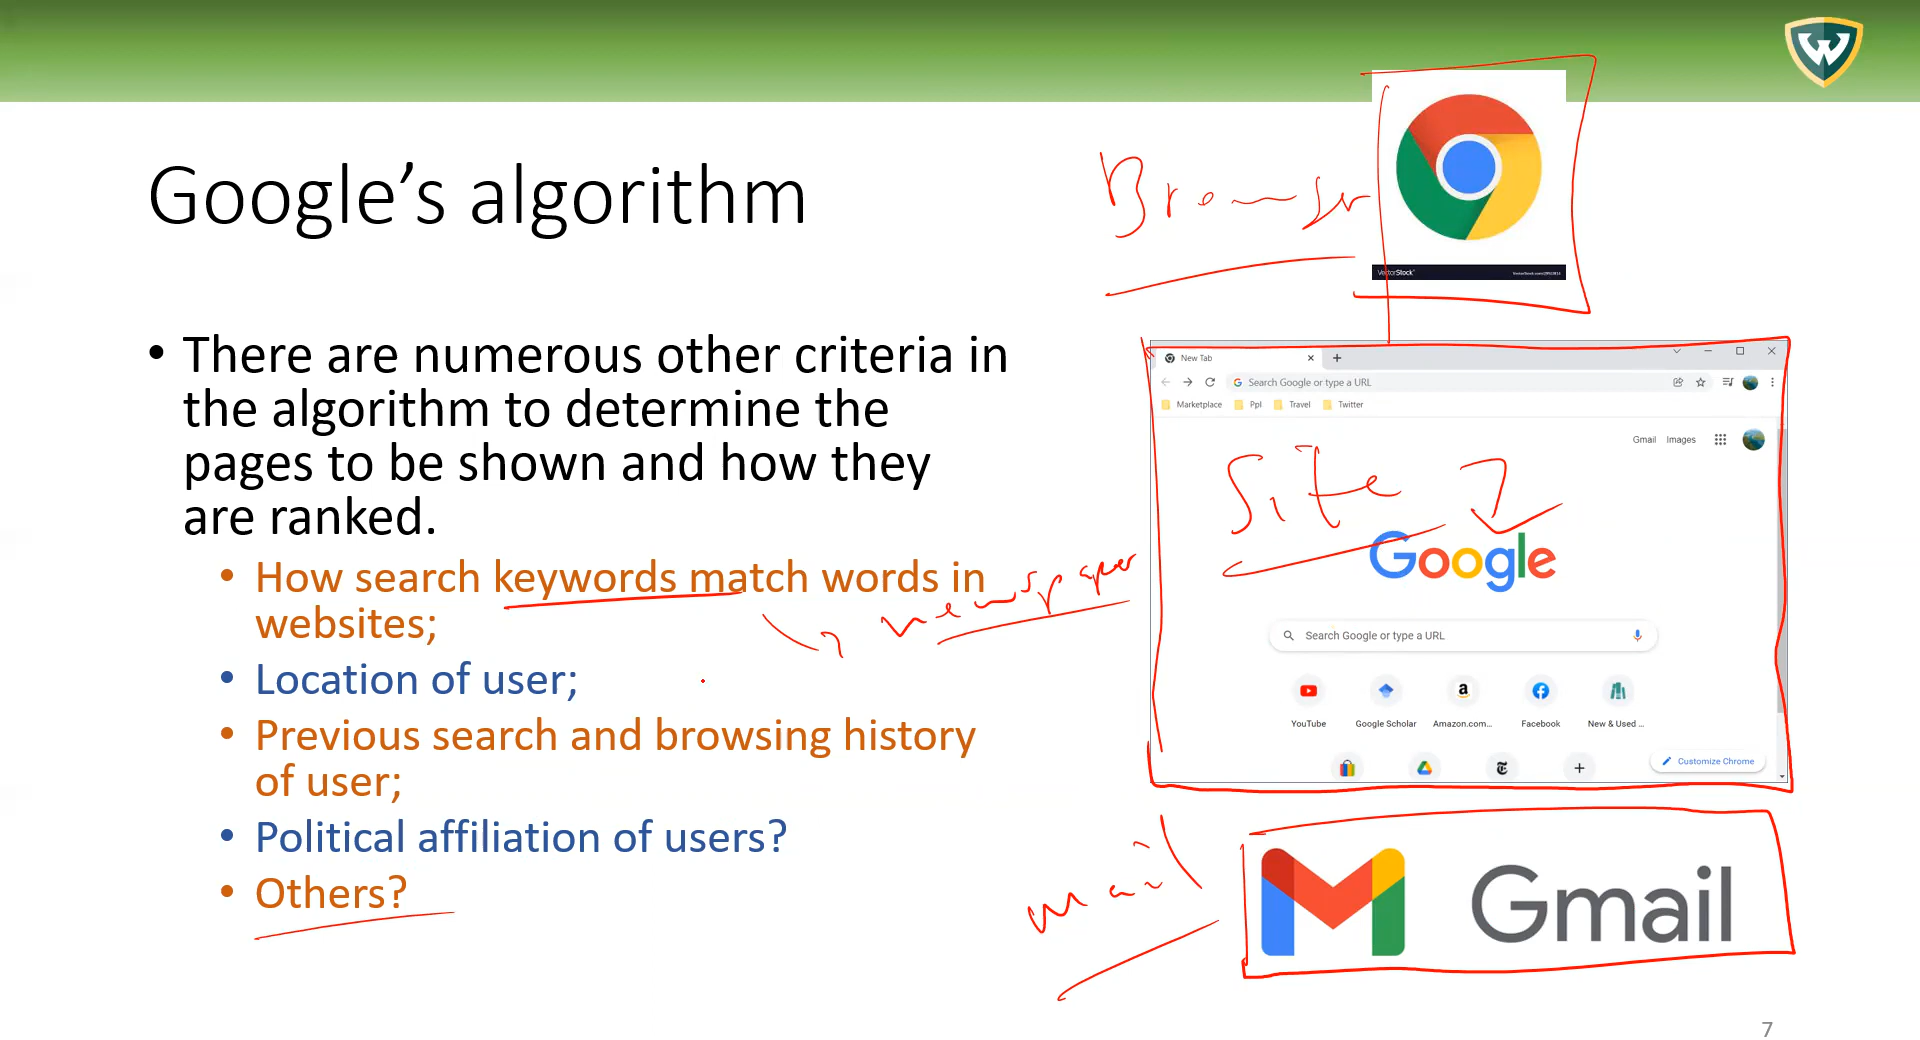 Google's algorithm
Browser
VectorStock®
• There are numerous other criteria in
the algorithm to determine the
pages to be shown and how they
are ranked.
• How search keywords match words in
websites;
newspaper
• Location of user;
• Previous search and browsing history
of user;
• Political affiliation of users?
• Others?
New Tab
Search Google or type a URL
Marketplace Ppl Travel Twitter
Gmail Images
Site
Google
Search Google or type a URL
YouTube Google Scholar Amazon.com... Facebook New & Used ...
Customize Chrome
mail
Gmail
7